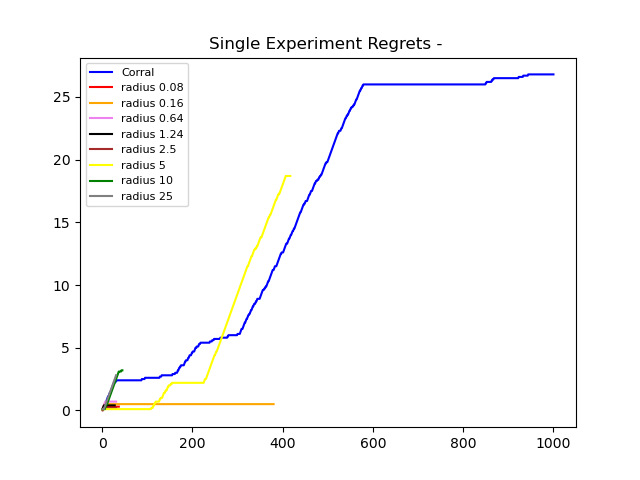 Single Experiment Regrets -
Corral
radius 0.08
radius 0.16
radius 0.64
radius 1.24
radius 2.5
radius 5
radius 10
radius 25
25
20
15
10
5
0
0 200 400 600 800 1000